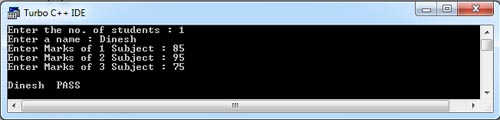 Turbo C++ IDE
Enter the no. of students : 1
Enter a name : Dinesh
Enter Marks of 1 Subject : 85
Enter Marks of 2 Subject : 95
Enter Marks of 3 Subject : 75
Dinesh  PASS